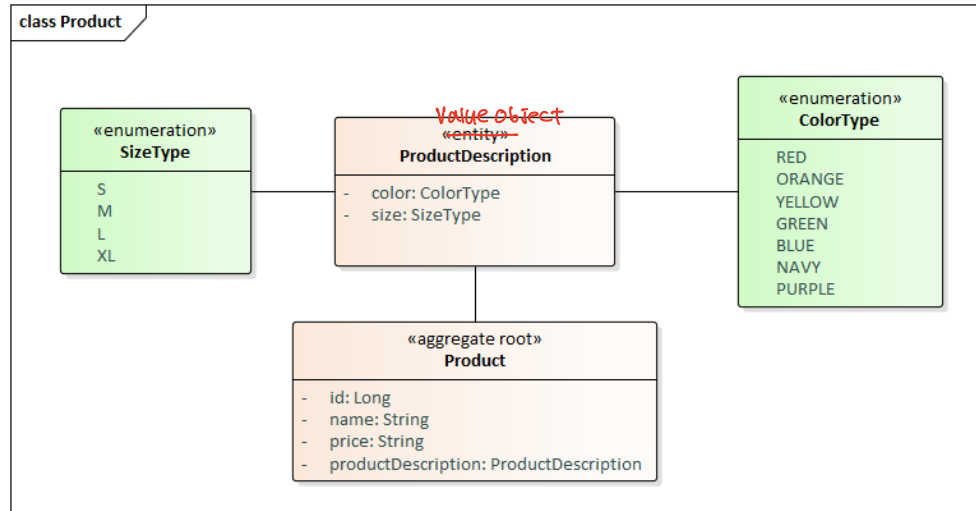 class Product
«enumeration»
SizeType
S
M
L
XL
Value Object
«entity»
ProductDescription
- color: ColorType
- size: SizeType
«enumeration»
ColorType
RED
ORANGE
YELLOW
GREEN
BLUE
NAVY
PURPLE
«aggregate root»
Product
- id: Long
- name: String
- price: String
- productDescription: ProductDescription